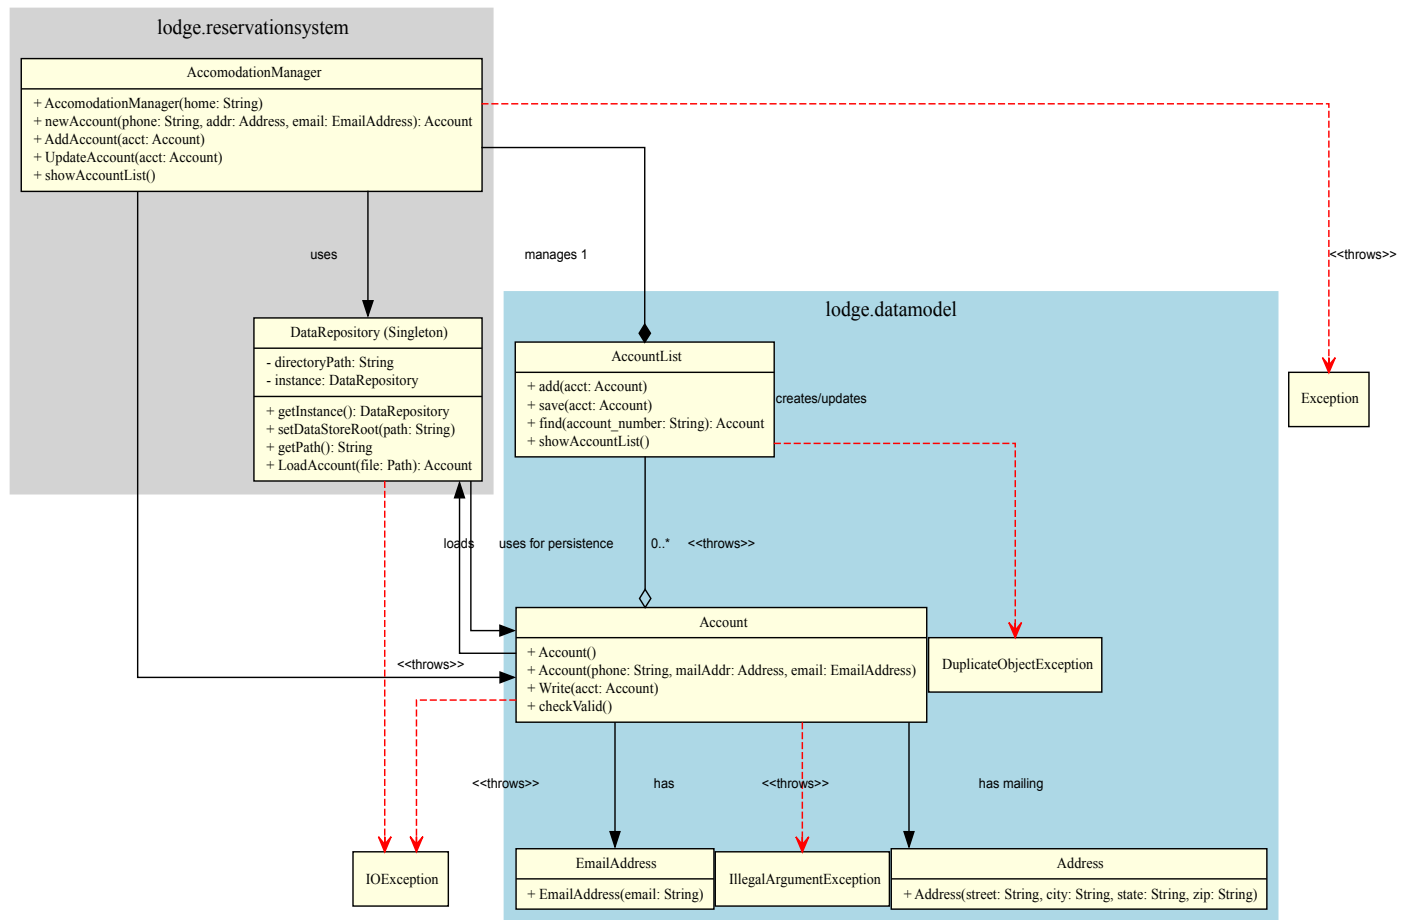 lodge.reservationsystem
AccomodationManager
+ AccomodationManager(home: String)
+ newAccount(phone: String, addr: Address, email: EmailAddress): Account
+ AddAccount(acct: Account)
+ UpdateAccount(acct: Account)
+ showAccountList()
uses
manages 1
<<throws>>
lodge.datamodel
DataRepository (Singleton)
- directoryPath: String
- instance: DataRepository
+ getInstance(): DataRepository
+ setDataStoreRoot(path: String)
+ getPath(): String
+ LoadAccount(file: Path): Account
AccountList
+ add(acct: Account)
+ save(acct: Account)
+ find(account_number: String): Account
+ showAccountList()
creates/updates
Exception
loads
uses for persistence
0..*
<<throws>>
Account
+ Account()
+ Account(phone: String, mailAddr: Address, email: EmailAddress)
+ Write(acct: Account)
+ checkValid()
<<throws>>
DuplicateObjectException
<<throws>>
has
<<throws>>
has mailing
IOException
EmailAddress
+ EmailAddress(email: String)
IllegalArgumentException
Address
+ Address(street: String, city: String, state: String, zip: String)